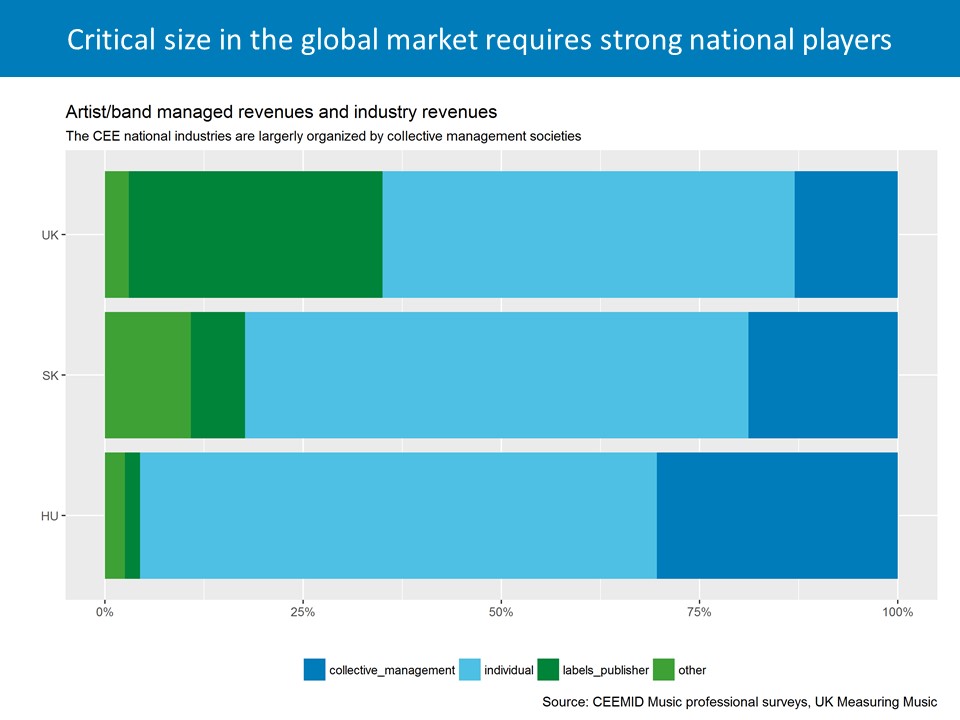 Critical size in the global market requires strong national players
Artist/band managed revenues and industry revenues
The CEE national industries are largerly organized by collective management societies
UK
SK
HU
0% 25% 50% 75% 100%
collective_management individual labels_publisher other
Source: CEEMID Music professional surveys, UK Measuring Music